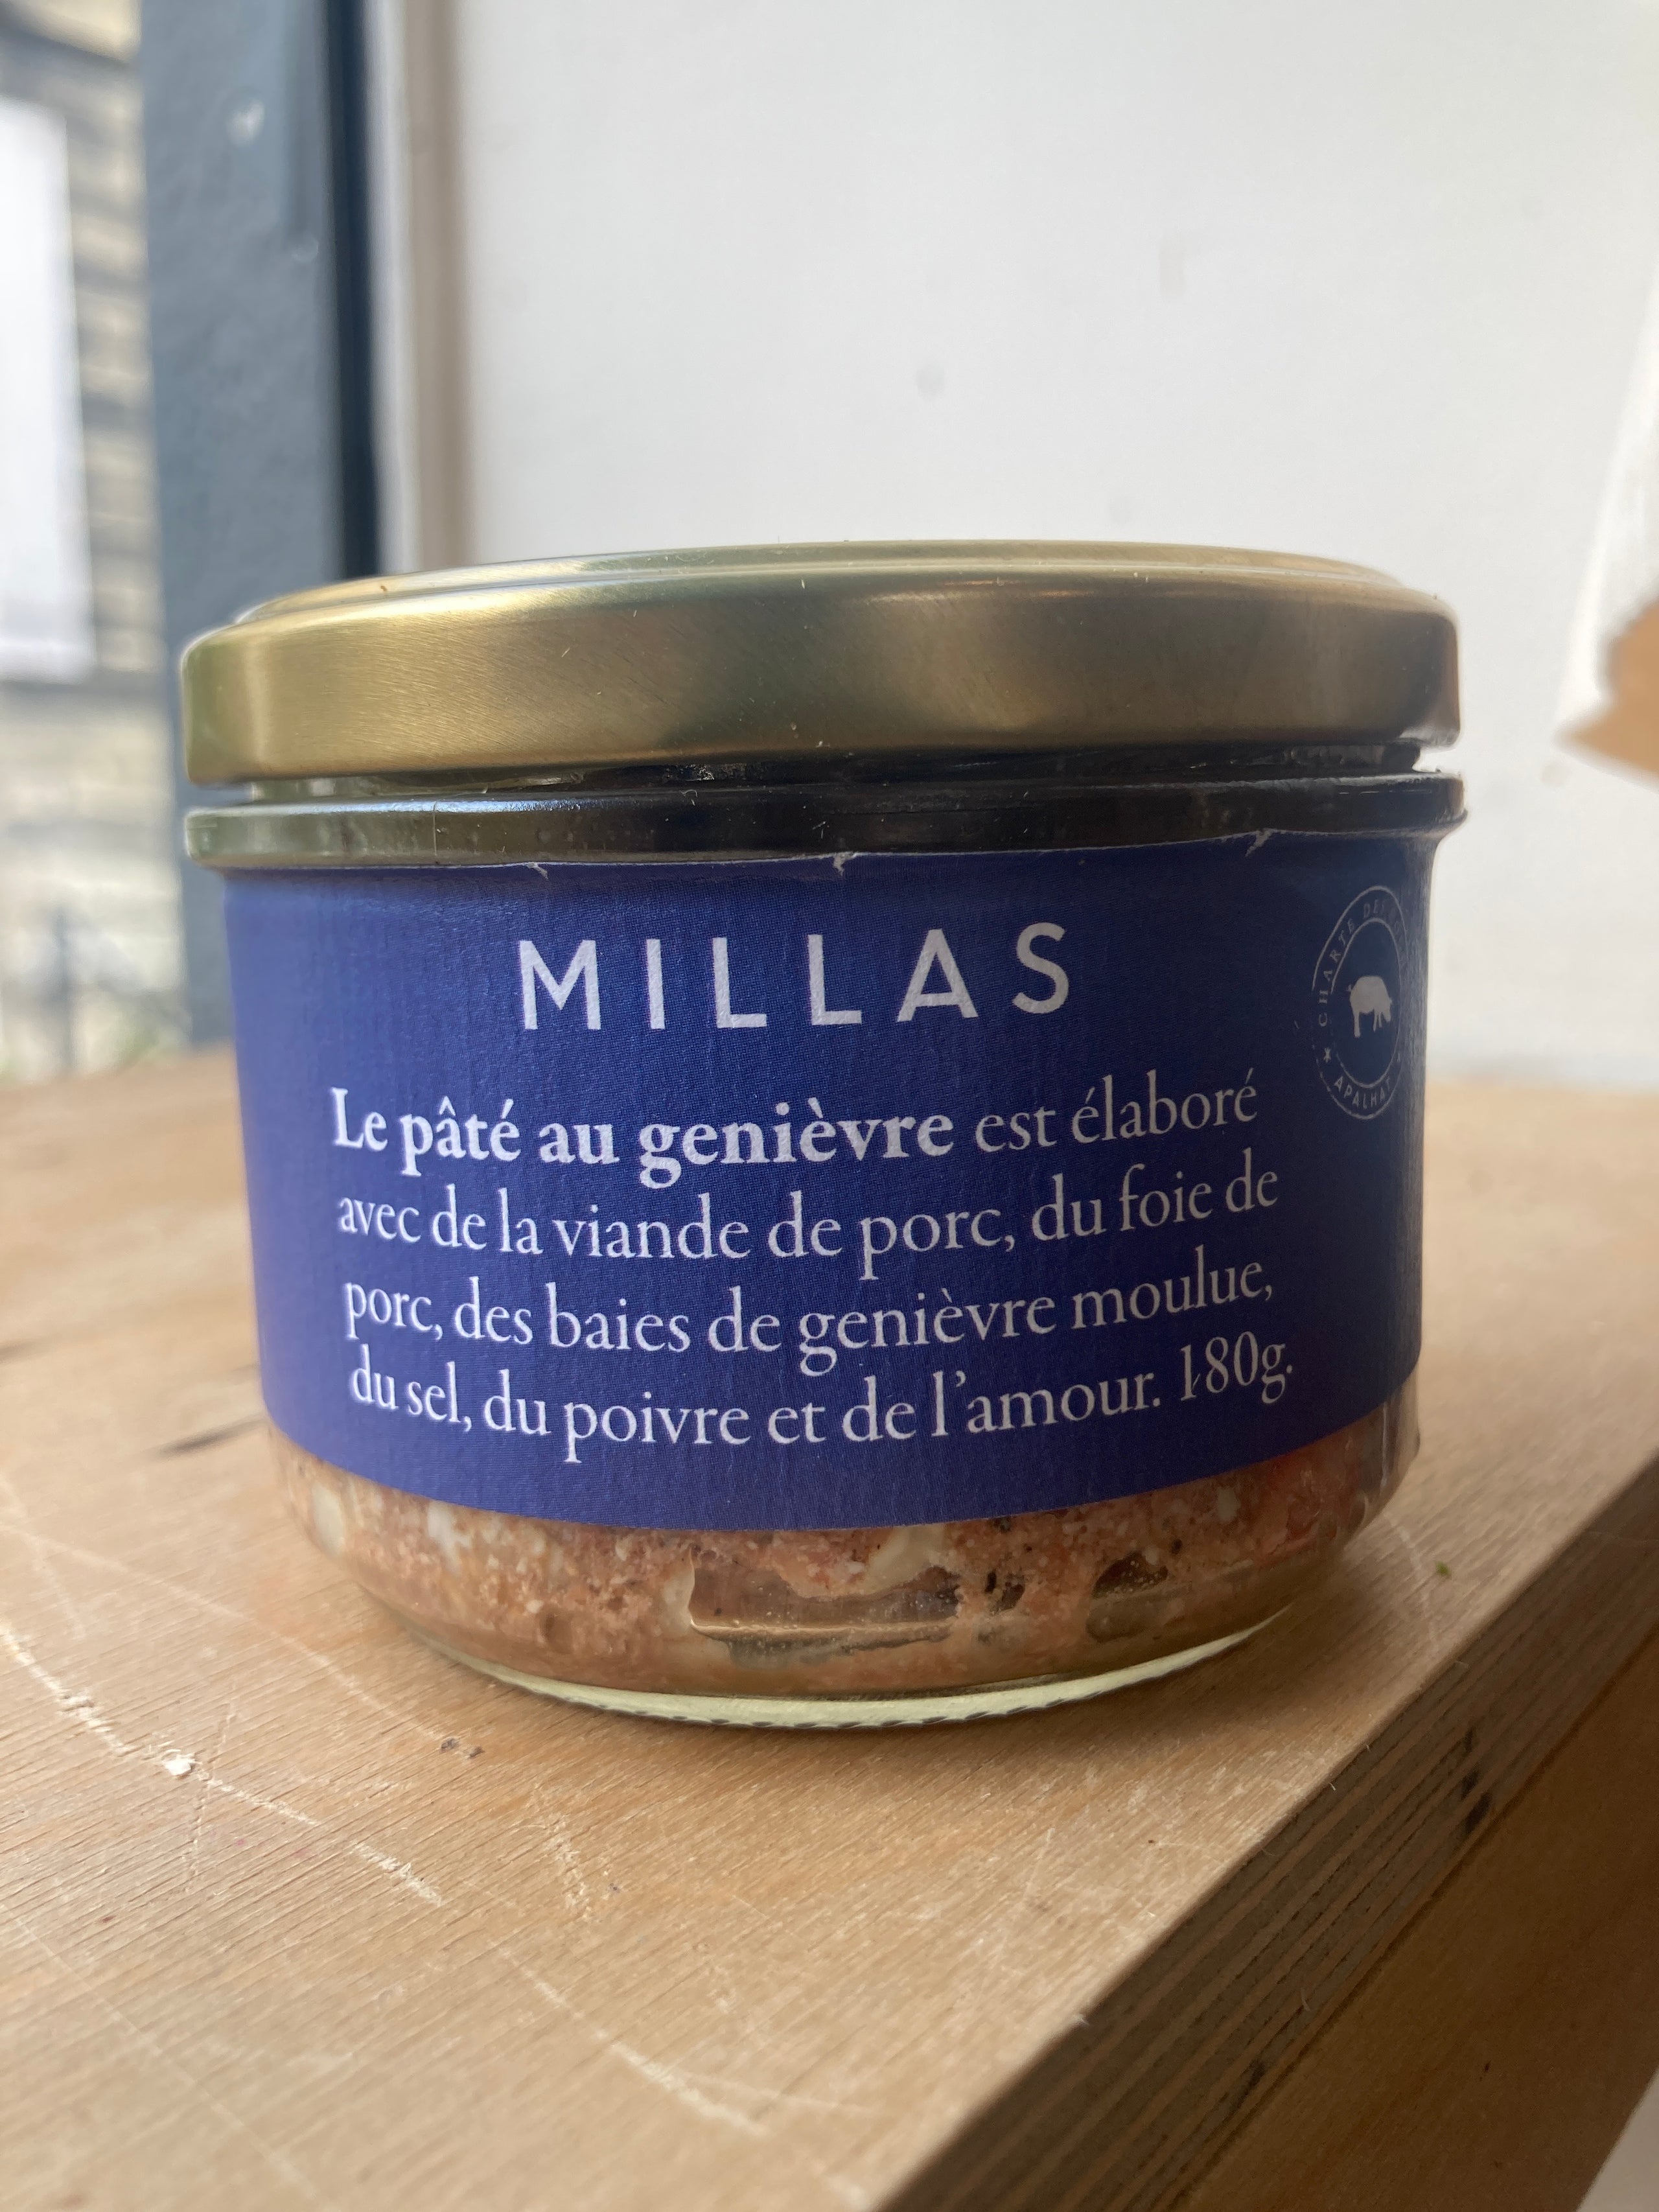 MILLAS
Le pâté au genièvre est élaboré
avec de la viande de porc, du foie de
porc, des baies de genièvre moulue,
du sel, du poivre et de l'amour. 180g.
CHARTE